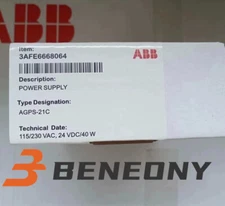 ABB
Item:
3AFE6668064
ABB
Description:
POWER SUPPLY
Type Designation:
AGPS-21C
Technical Date:
115/230 VAC, 24 VDC/40 W
BENEONY